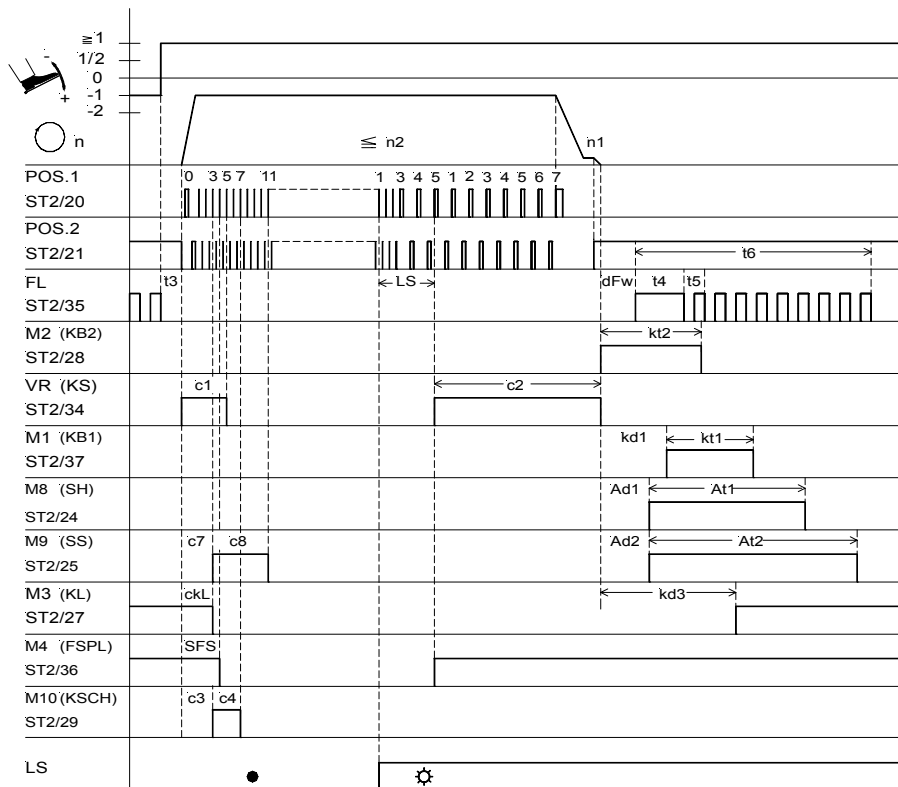 ≧1
1/2
0
-1
-2
-
+
n
≦ n2
n1
POS.1
ST2/20
0 3 5 7 11
1 3 4 5 1 2 3 4 5 6 7
POS.2
ST2/21
LS
t6
FL
ST2/35
t3
dFw t4 t5
M2 (KB2)
ST2/28
kt2
VR (KS)
ST2/34
c1
c2
M1 (KB1)
ST2/37
kd1 kt1
M8 (SH)
ST2/24
Ad1 At1
M9 (SS)
ST2/25
c7 c8
Ad2 At2
M3 (KL)
ST2/27
ckL
kd3
M4 (FSPL)
ST2/36
SFS
M10(KSCH)
ST2/29
c3 c4
LS